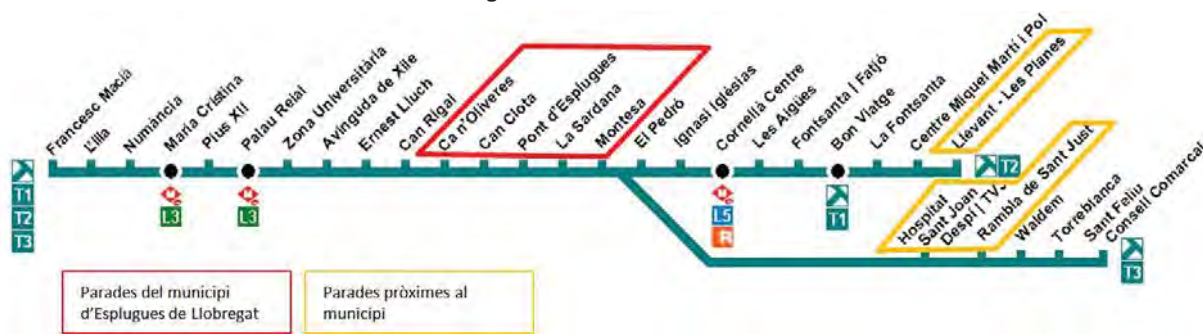 Francesc Macià
L'Illa
Numància
Maria Cristina
Pius XII
Palau Reial
Zona Universitària
Avinguda de Xile
Ernest Lluch
Can Rigal
Ca n'Oliveres
Can Clota
Pont d'Esplugues
La Sardana
Montesa
El Pedró
Ignasi Iglésias
Cornellà Centre
Les Aigües
Fontsanta | Fatjó
Bon Viatge
La Fontsanta
Centre Miquel Martí i Pol
Llevant - Les Planes
T1
T2
T3
L3
L3
L5
R
T1
T2
Hospital
Sant Joan
Despí | TV3
Rambla de Sant Just
Walden
Torreblanca
Sant Feliu
Consell Comarcal
T3
Parades del municipi
d'Esplugues de Llobregat
Parades pròximes al
municipi